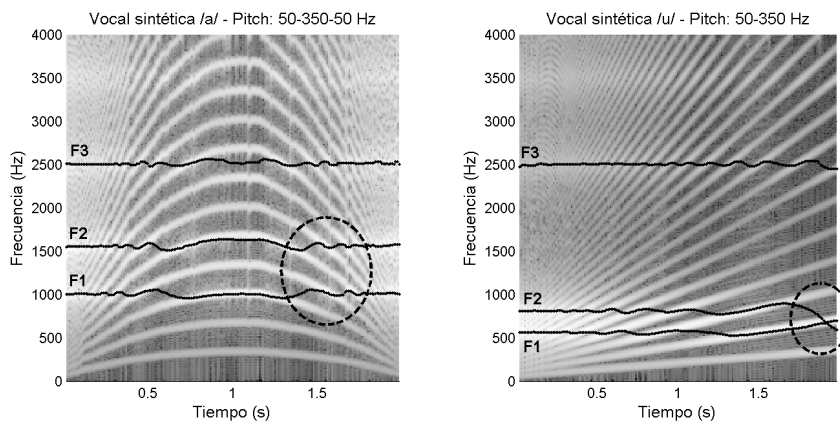 Vocal sintética /a/ - Pitch: 50-350-50 Hz
Frecuencia (Hz)
4000
3500
3000
2500
2000
1500
1000
500
0
F3
F2
F1
0.5
1
1.5
Tiempo (s)
Vocal sintética /u/ - Pitch: 50-350 Hz
Frecuencia (Hz)
4000
3500
3000
2500
2000
1500
1000
500
0
F3
F2
F1
0.5
1
1.5
Tiempo (s)